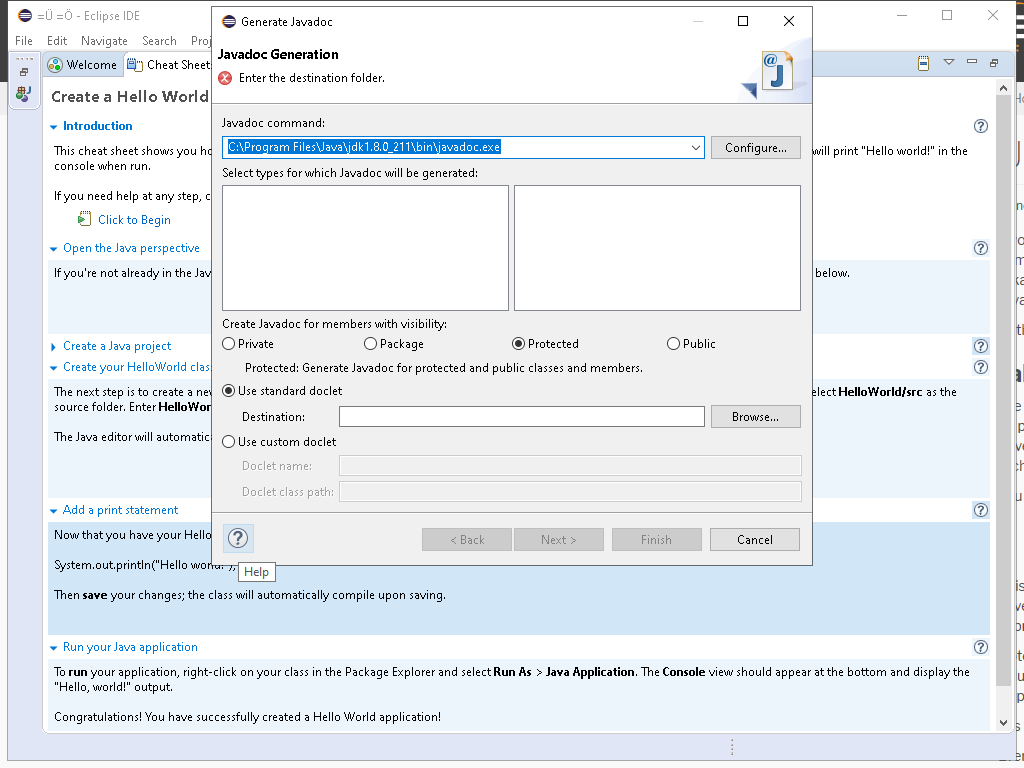 =Ü =Ö - Eclipse IDE
File Edit Navigate Search Proj
Welcome
Cheat Sheet
Create a Hello World
Introduction
This cheat sheet shows you ho
will print "Hello world!" in the
console when run.
If you need help at any step, c
Click to Begin
Open the Java perspective
If you're not already in the Jav
below.
Create a Java project
Create your HelloWorld clas
The next step is to create a new
elect HelloWorld/src as the
source folder. Enter HelloWor
The Java editor will automatica
Add a print statement
Now that you have your Hello
System.out.println("Hello world!");
Then save your changes; the class will automatically compile upon saving.
Run your Java application
To run your application, right-click on your class in the Package Explorer and select Run As > Java Application. The Console view should appear at the bottom and display the
"Hello, world!" output.
Congratulations! You have successfully created a Hello World application!
Generate Javadoc
Javadoc Generation
Enter the destination folder.
@ J
Javadoc command:
C:\Program Files\Java\jdk1.8.0_211\bin\javadoc.exe
Configure...
Select types for which Javadoc will be generated:
Create Javadoc for members with visibility:
Private Package Protected Public
Protected: Generate Javadoc for protected and public classes and members.
Use standard doclet
Destination:
Browse...
Use custom doclet
Doclet name:
Doclet class path:
< Back Next > Finish Cancel
Help